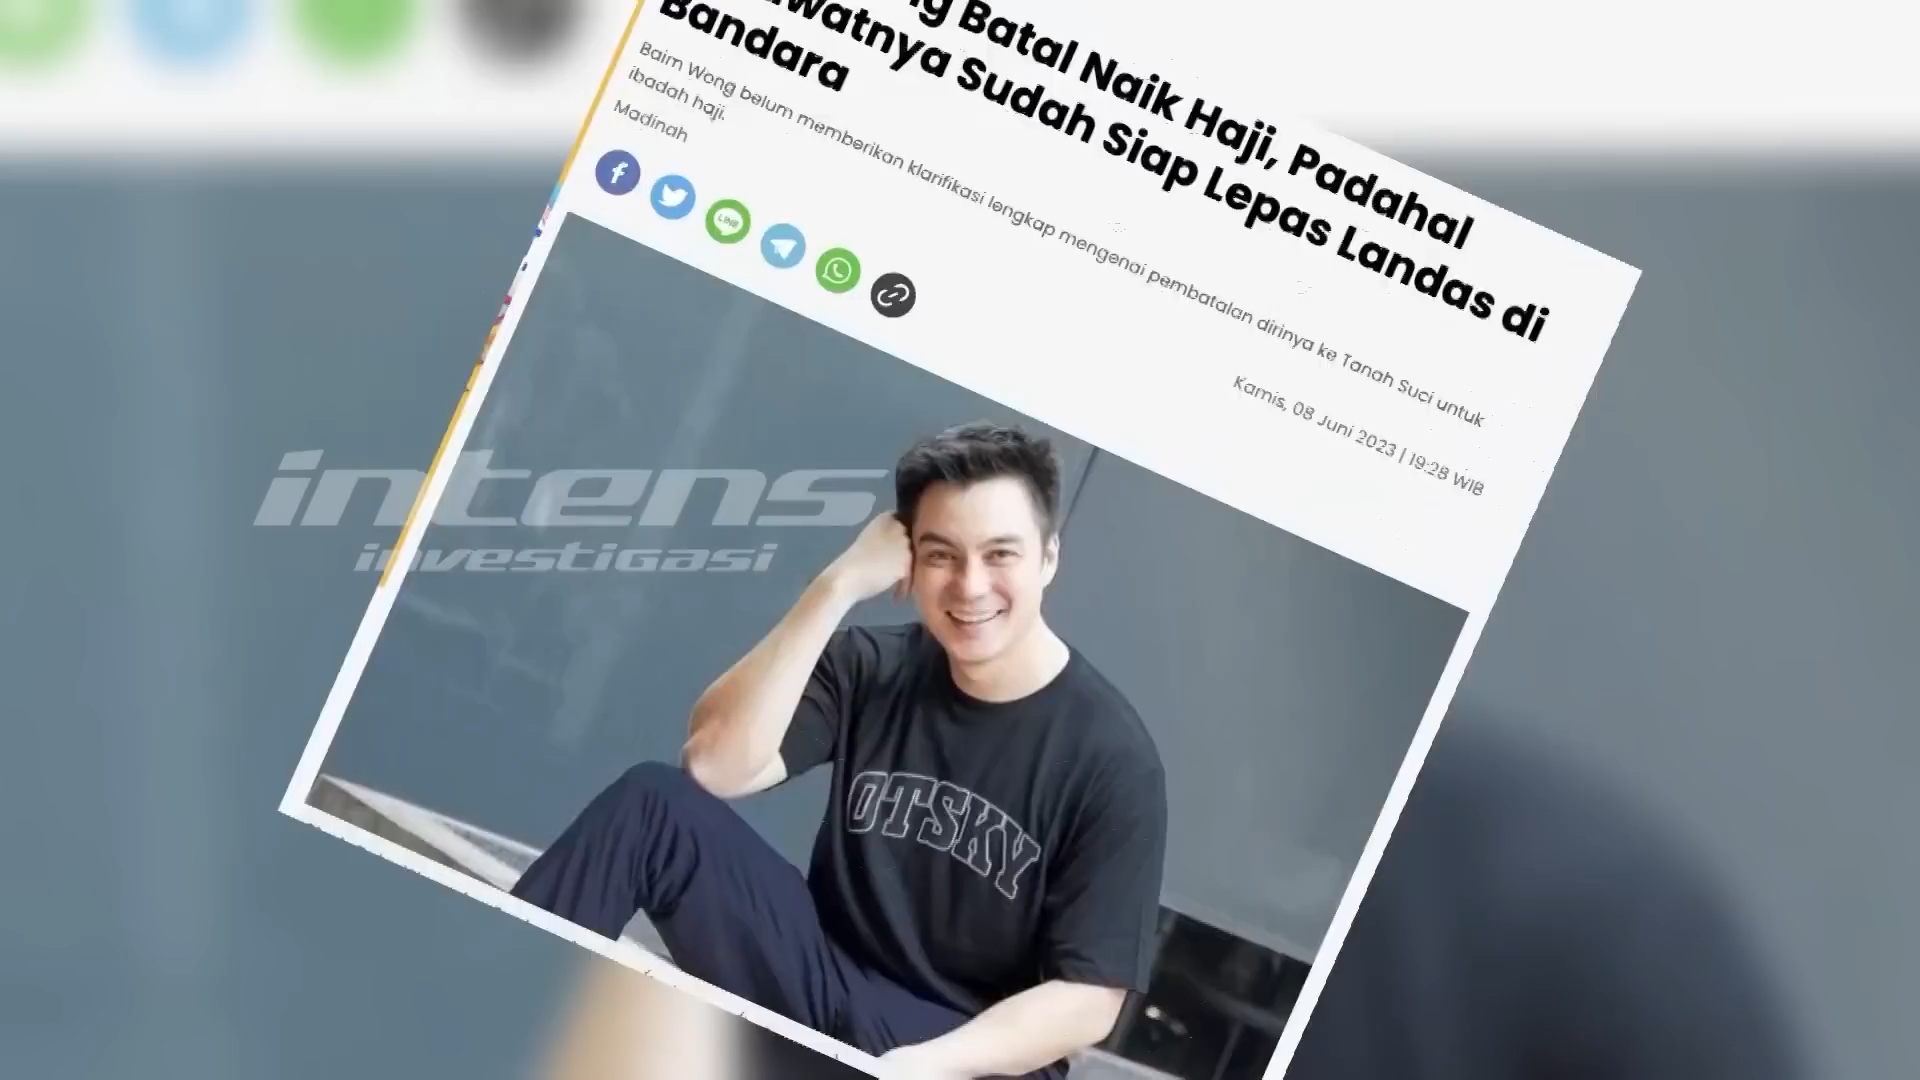 Batal Naik Haji, Padahal
Sudah Siap Lepas Landas di
Bandara
Baim Wong belum memberikan klarifikasi lengkap mengenai pembatalan dirinya ke Tanah Suci untuk
ibadah haji.
Madinah
Kamis, 08 Juni 2023 | 19:28 WIB
LINE
intens
investigasi
OTSKY